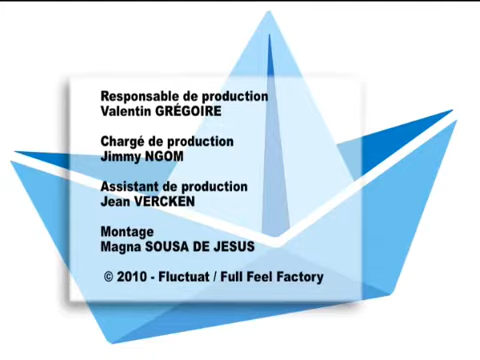 Responsable de production
Valentin GRÉGOIRE
Chargé de production
Jimmy NGOM
Assistant de production
Jean VERCKEN
Montage
Magna SOUSA DE JESUS
© 2010 - Fluctuat / Full Feel Factory